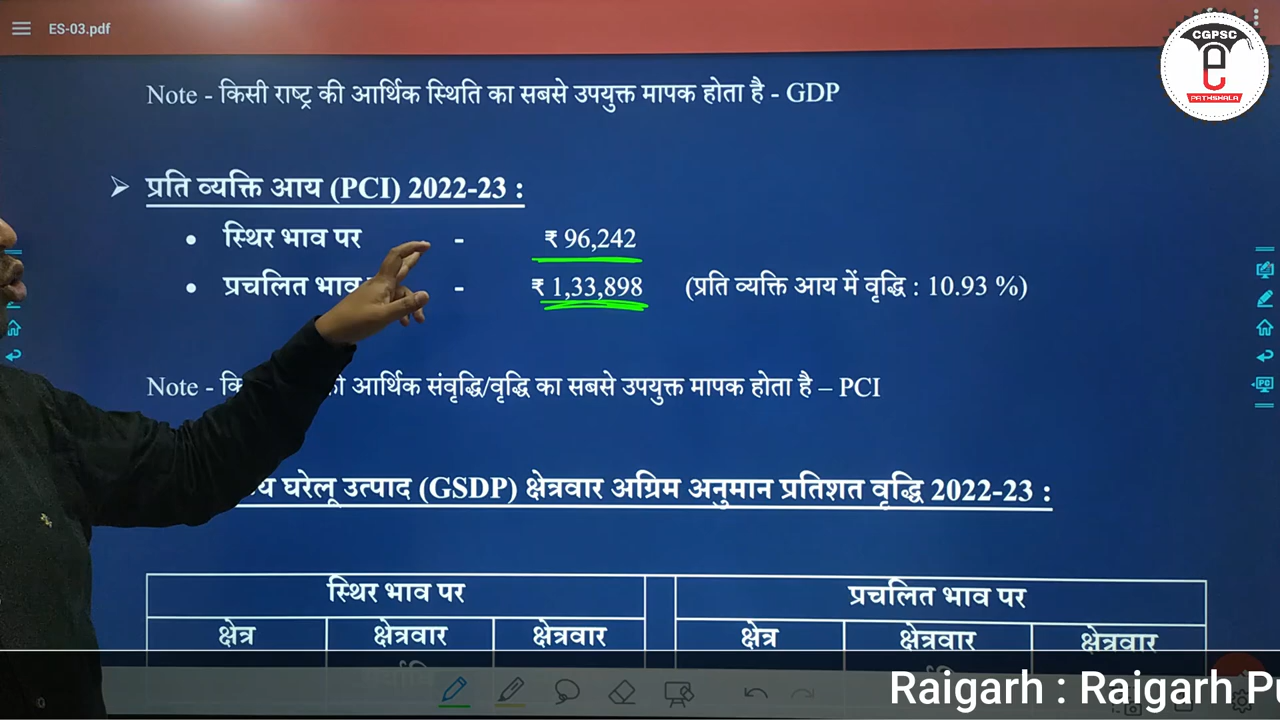 ES-03.pdf
CGPSC
PATHSHALA
Note - किसी राष्ट्र की आर्थिक स्थिति का सबसे उपयुक्त मापक होता है - GDP
➢ प्रति व्यक्ति आय (PCI) 2022-23 :
• स्थिर भाव पर - ₹ 96,242
• प्रचलित भाव - ₹ 1,33,898 (प्रति व्यक्ति आय में वृद्धि : 10.93 %)
Note - आर्थिक संवृद्धि/वृद्धि का सबसे उपयुक्त मापक होता है – PCI
घरेलू उत्पाद (GSDP) क्षेत्रवार अग्रिम अनुमान प्रतिशत वृद्धि 2022-23 :
स्थिर भाव पर प्रचलित भाव पर
क्षेत्र क्षेत्रवार क्षेत्रवार क्षेत्र क्षेत्रवार क्षेत्रवार
Raigarh : Raigarh